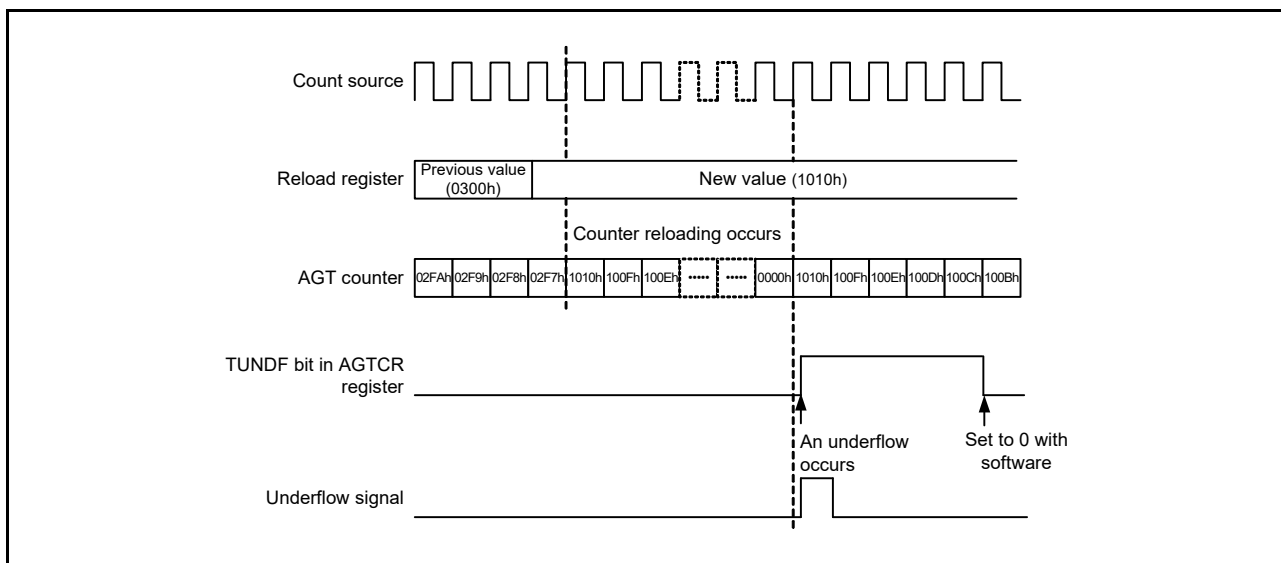 Count source
Reload register
Previous value
(0300h)
New value (1010h)
Counter reloading occurs
AGT counter
02FAh 02F9h 02F8h 02F7h 1010h 100Fh 100Eh ····· ····· 0000h 1010h 100Fh 100Eh 100Dh 100Ch 100Bh
TUNDF bit in AGTCR
register
An underflow
occurs
Set to 0 with
software
Underflow signal